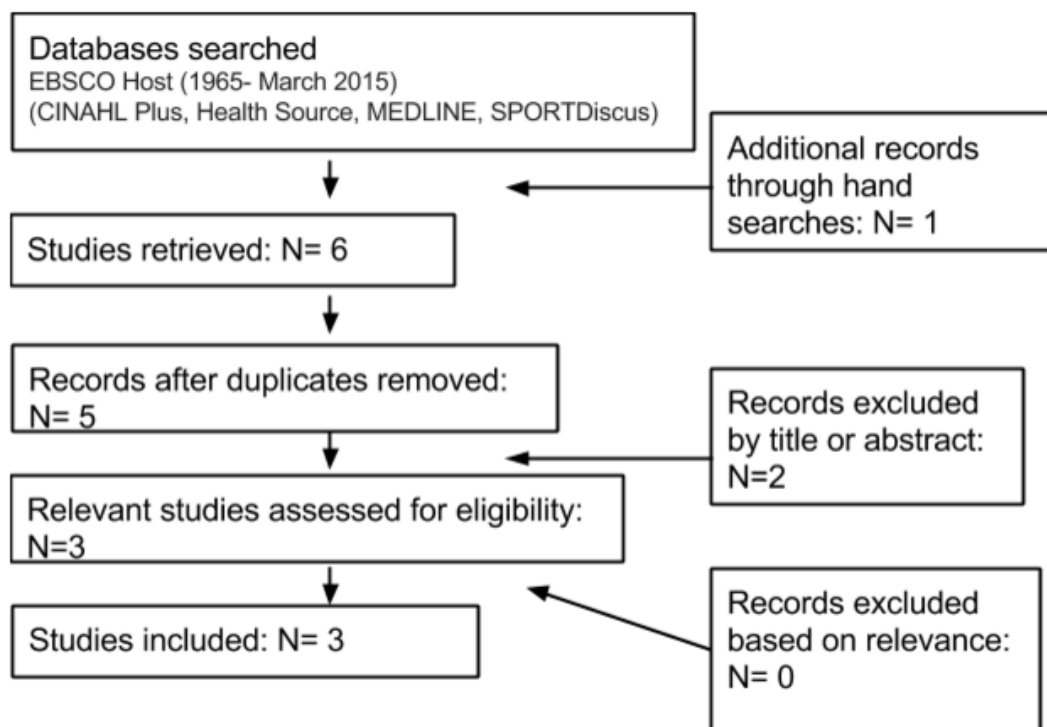 Databases searched
EBSCO Host (1965- March 2015)
(CINAHL Plus, Health Source, MEDLINE, SPORTDiscus)
Additional records
through hand
searches: N= 1
Studies retrieved: N= 6
Records after duplicates removed:
N= 5
Records excluded
by title or abstract:
N=2
Relevant studies assessed for eligibility:
N=3
Records excluded
based on relevance:
N= 0
Studies included: N= 3